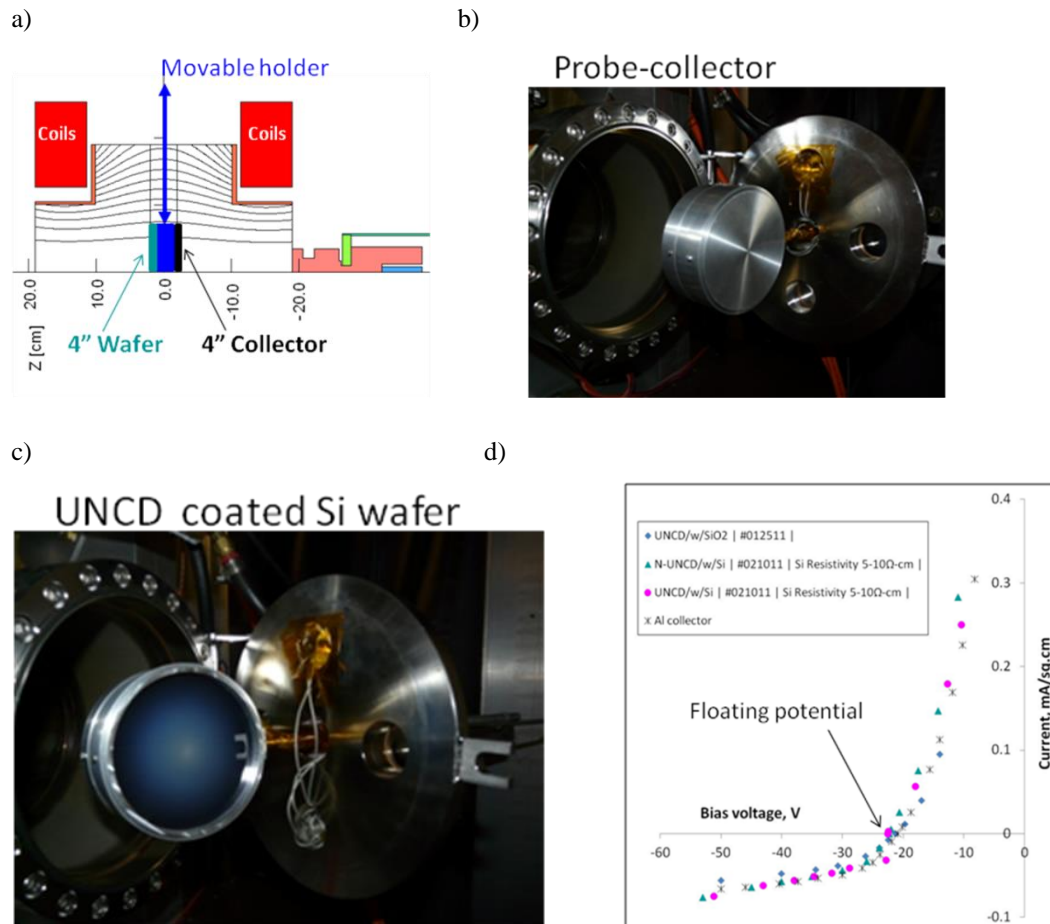 a)
Movable holder
Coils
Coils
20.0
10.0
0.0
-10.0
-20.0
Z [cm]
4” Wafer
4” Collector
b)
Probe-collector
c)
UNCD coated Si wafer
d)
0.4
UNCD/w/SiO2 | #012511 |
N-UNCD/w/Si | #021011 | Si Resistivity 5-10Ω-cm |
UNCD/w/Si | #021011 | Si Resistivity 5-10Ω-cm |
Al collector
0.3
0.2
Current, mA/sq.cm
Floating potential
0.1
Bias voltage, V
0
-60
-50
-40
-30
-20
-10
0
-0.1